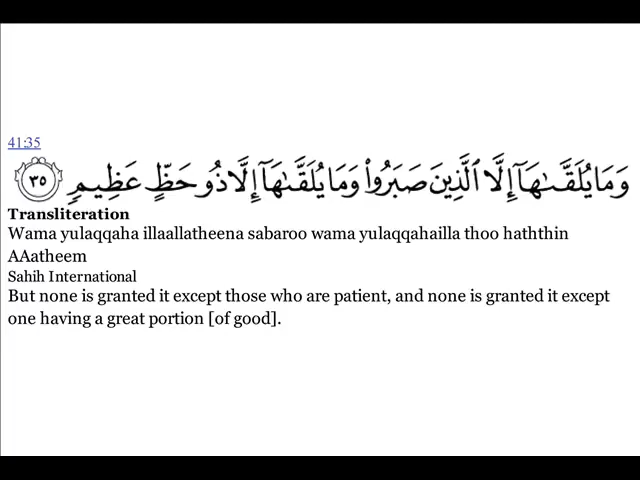 41:35
وَمَا يُلَقَّىٰهَآ إِلَّا ٱلَّذِينَ صَبَرُوا۟ وَمَا يُلَقَّىٰهَآ إِلَّا ذُو حَظٍّ عَظِيمٍ ٣٥
Transliteration
Wama yulaqqaha illaallatheena sabaroo wama yulaqqahailla thoo haththin
AAatheem
Sahih International
But none is granted it except those who are patient, and none is granted it except
one having a great portion [of good].